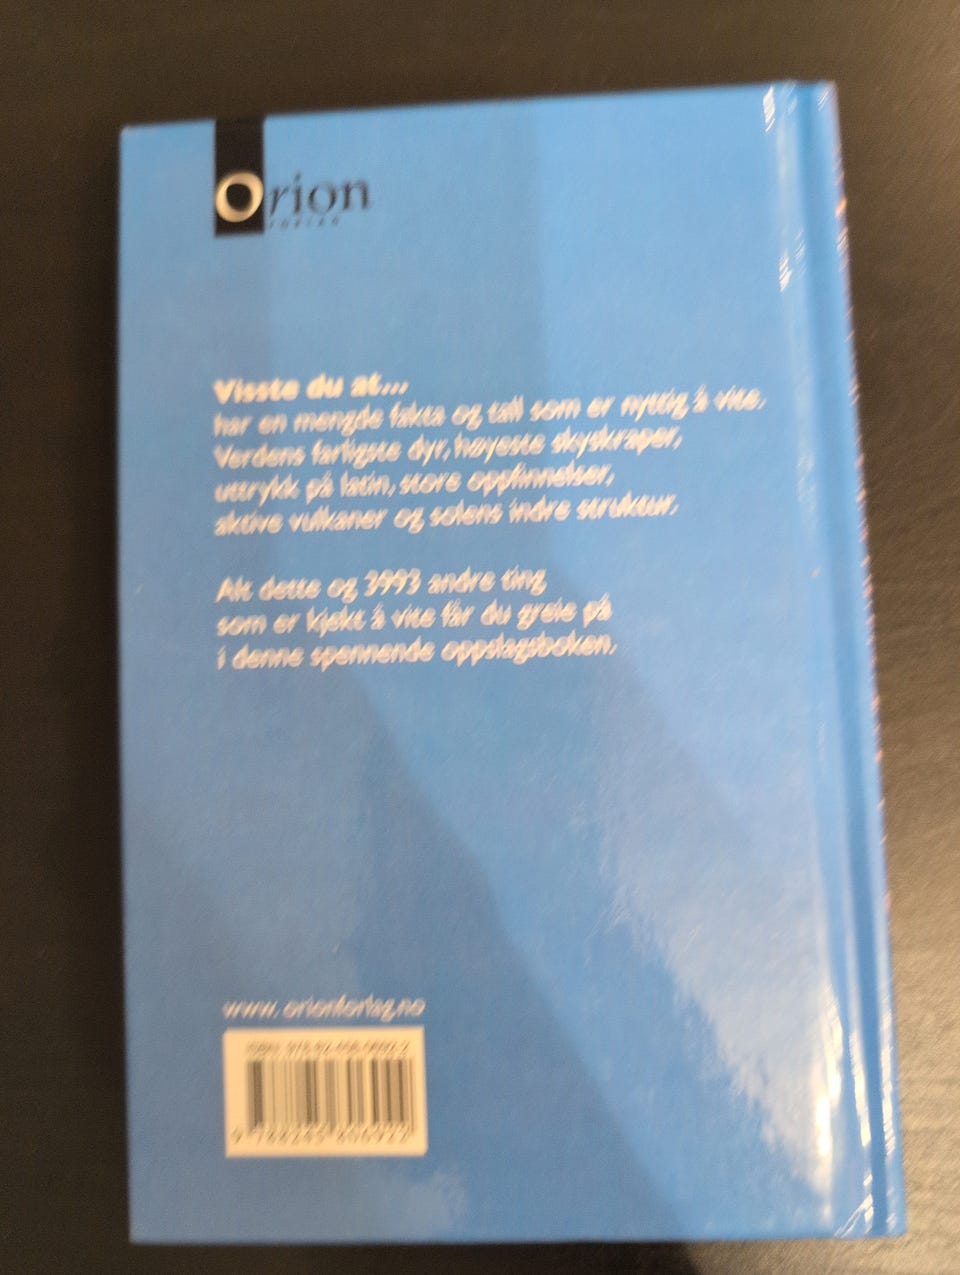 Orion
FORLAG
Visste du at...
har en mengde fakta og tall som er nyttig å vite.
Verdens farligste dyr, høyeste skyskraper,
uttrykk på latin, store oppfinnelser,
aktive vulkaner og solens indre struktur.
Alt dette og 3993 andre ting
som er kjekt å vite får du greie på
i denne spennende oppslagsboken.
www. orionforlag.no
ISBN